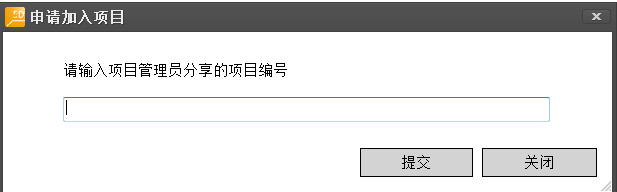 申请加入项目
请输入项目管理员分享的项目编号
提交
关闭